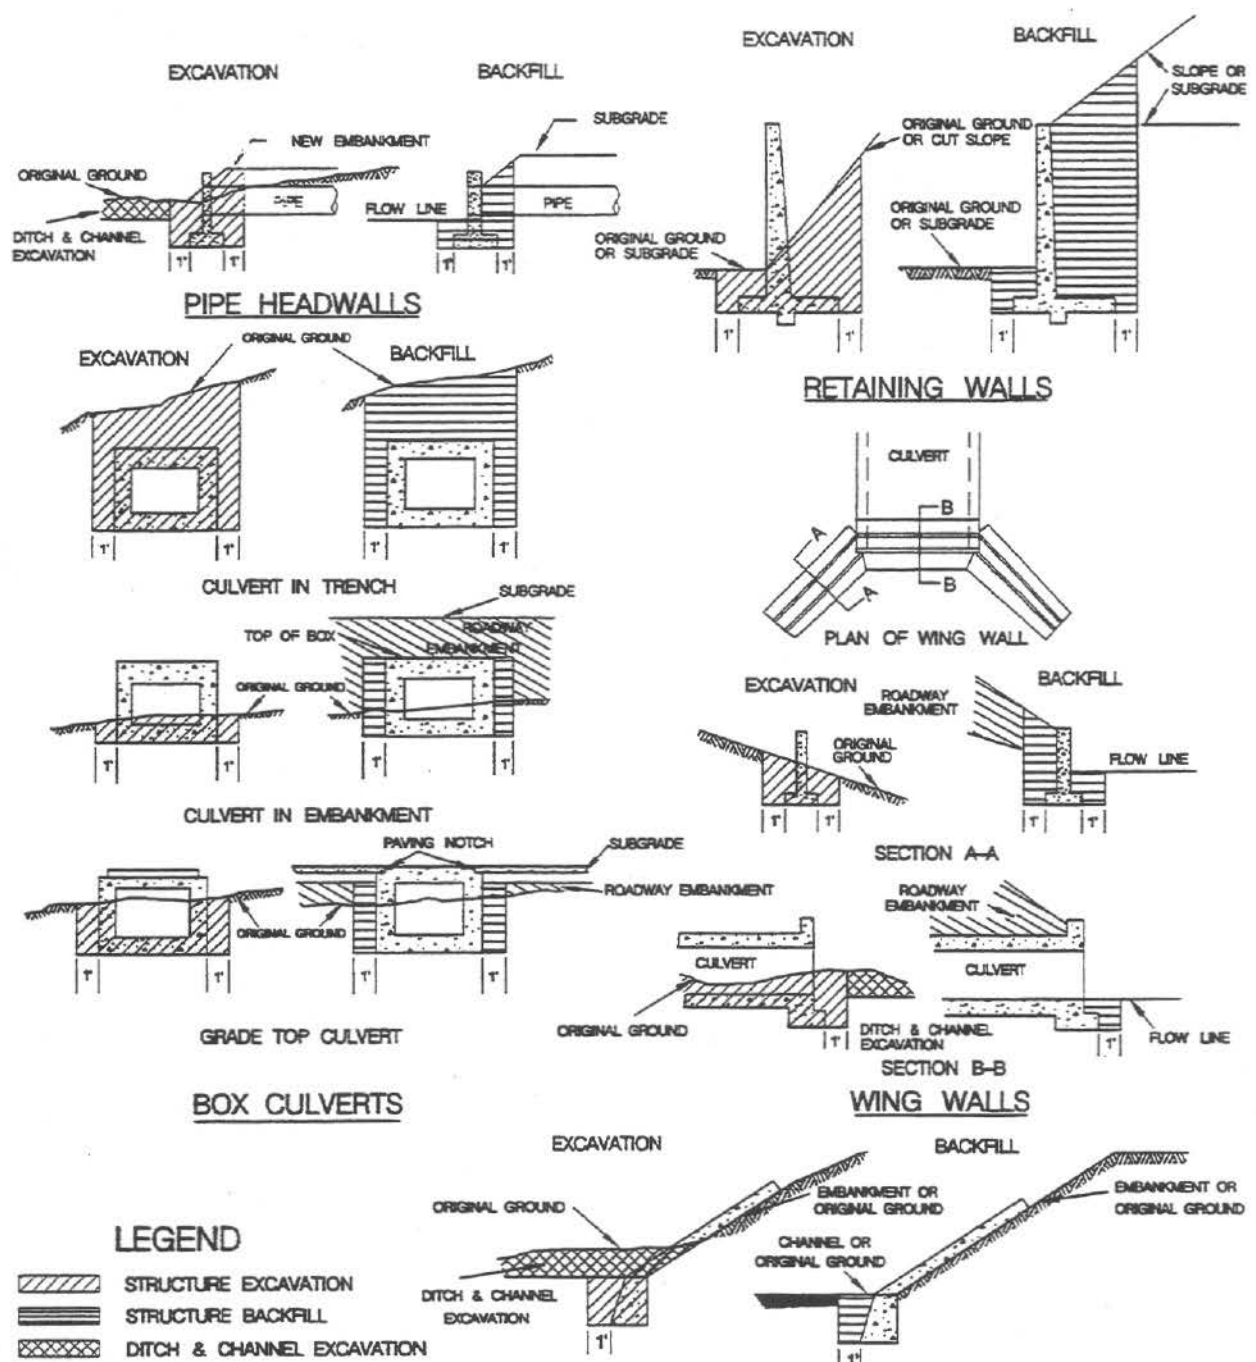 EXCAVATION
BACKFILL
SUBGRADE
NEW EMBANKMENT
ORIGINAL GROUND
PIPE
PIPE
FLOW LINE
DITCH & CHANNEL
EXCAVATION
1'
1'
1'
1'
PIPE HEADWALLS
EXCAVATION
BACKFILL
SLOPE OR
SUBGRADE
ORIGINAL GROUND
OR CUT SLOPE
ORIGINAL GROUND
OR SUBGRADE
ORIGINAL GROUND
OR SUBGRADE
1'
1'
1'
1'
RETAINING WALLS
ORIGINAL GROUND
EXCAVATION
BACKFILL
1'
1'
1'
1'
CULVERT IN TRENCH
SUBGRADE
ROADWAY
EMBANKMENT
TOP OF BOX
ORIGINAL GROUND
1'
1'
1'
1'
CULVERT IN EMBANKMENT
PAVING NOTCH
SUBGRADE
ROADWAY EMBANKMENT
ORIGINAL GROUND
1'
1'
1'
1'
GRADE TOP CULVERT
BOX CULVERTS
CULVERT
B
B
A
A
PLAN OF WING WALL
EXCAVATION
BACKFILL
ROADWAY
EMBANKMENT
ORIGINAL
GROUND
FLOW LINE
1'
1'
1'
1'
SECTION A-A
ROADWAY
EMBANKMENT
CULVERT
CULVERT
ORIGINAL GROUND
1'
DITCH & CHANNEL
EXCAVATION
1'
FLOW LINE
SECTION B-B
WING WALLS
EXCAVATION
BACKFILL
ORIGINAL GROUND
EMBANKMENT OR
ORIGINAL GROUND
EMBANKMENT OR
ORIGINAL GROUND
CHANNEL OR
ORIGINAL GROUND
DITCH & CHANNEL
EXCAVATION
1'
1'
LEGEND
STRUCTURE EXCAVATION
STRUCTURE BACKFILL
DITCH & CHANNEL EXCAVATION